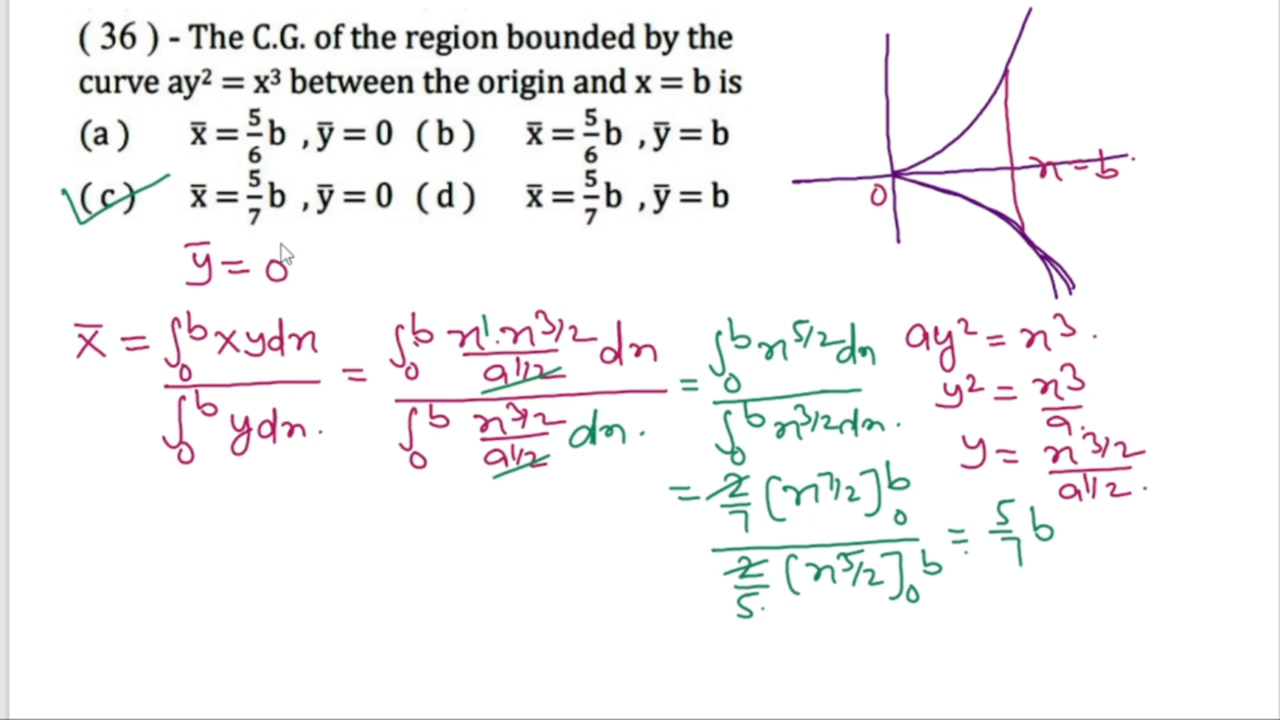 ( 36 ) - The C.G. of the region bounded by the
curve ay² = x³ between the origin and x = b is
(a) x̄ = 5/6 b , ȳ = 0 (b) x̄ = 5/6 b , ȳ = b
(c) x̄ = 5/7 b , ȳ = 0 (d) x̄ = 5/7 b , ȳ = b
0
x = b
ȳ = 0
x̄ = ∫₀ᵇ xydx / ∫₀ᵇ ydx. = ∫₀ᵇ x¹·x^3/2 / a^1/2 dx / ∫₀ᵇ x^3/2 / a^1/2 dx. = ∫₀ᵇ x^5/2 dx / ∫₀ᵇ x^3/2 dx.
= 2/7 [x^7/2]₀ᵇ / 2/5. [x^5/2]₀ᵇ = 5/7 b
ay² = x³.
y² = x³/a.
y = x^3/2 / a^1/2.